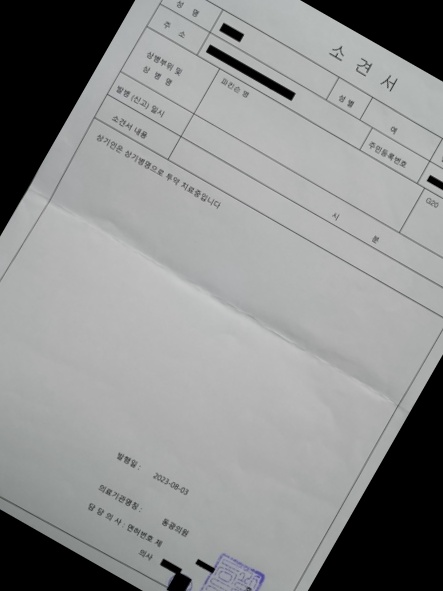 소 견 서
성 명
주 소
성 별
여
주민등록번호
상병부위 및
상 병 명
파킨슨 병
G20
발병 (신고) 일시
시 분
소견서 내용
상기인은 상기병명으로 투약 치료중입니다
발행일 : 2023-08-03
의료기관명칭 : 동광의원
담 당 의 사 : 면허번호 제
의사